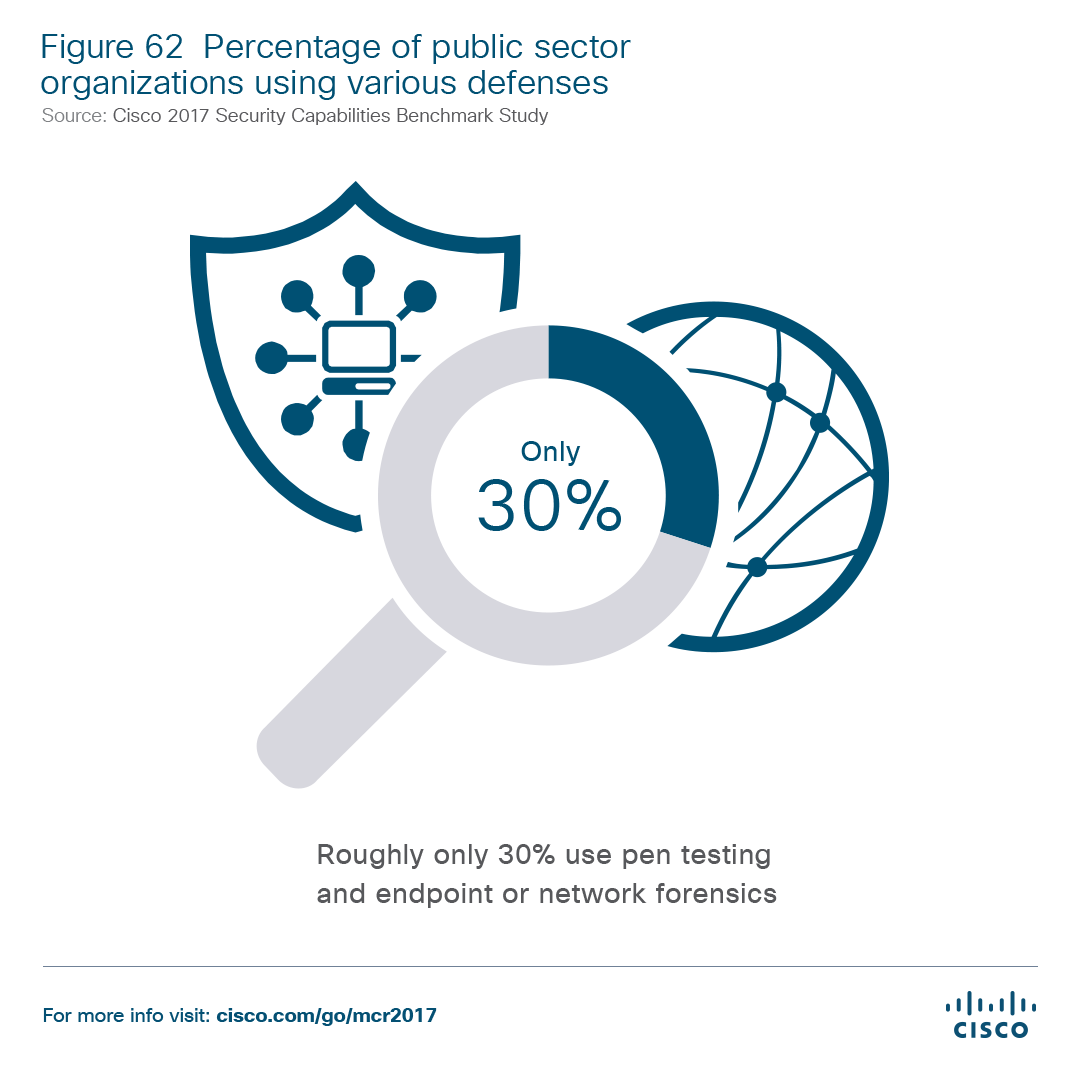 Figure 62  Percentage of public sector
organizations using various defenses
Source: Cisco 2017 Security Capabilities Benchmark Study
Only
30%
Roughly only 30% use pen testing
and endpoint or network forensics
For more info visit: cisco.com/go/mcr2017
CISCO